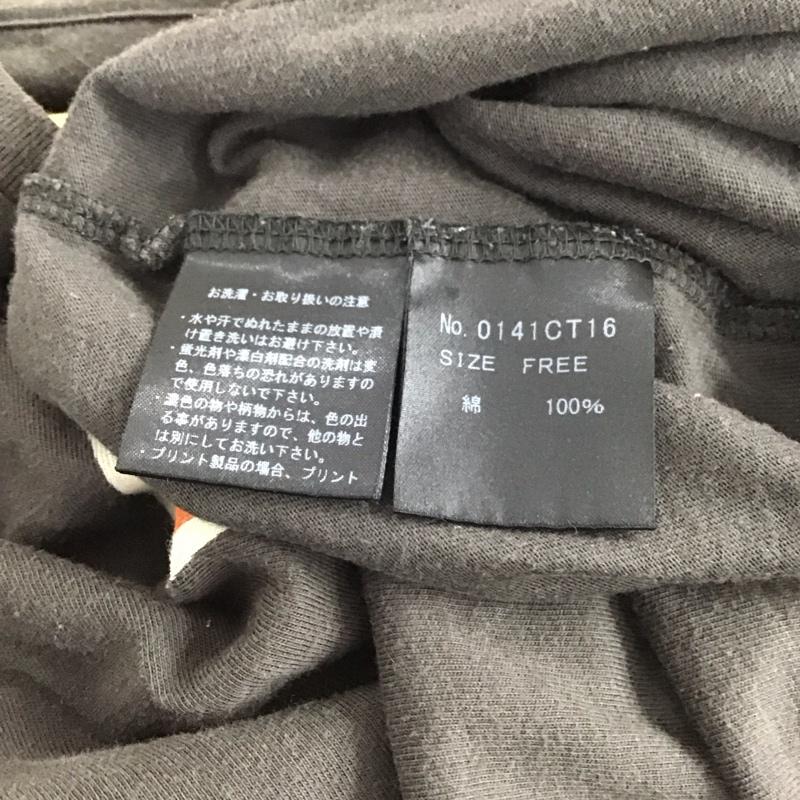 お洗濯・お取り扱いの注意
・水や汗でぬれたままの放置や漬
け置き洗いはお避け下さい。
・蛍光剤や漂白剤配合の洗剤は変
色、色落ちの恐れがありますの
で使用しないで下さい。
・濃色の物や柄物からは、色の出
る事がありますので、他の物と
は別にしてお洗い下さい。
・プリント製品の場合、プリント
No. 0141CT16
SIZE FREE
綿 100%